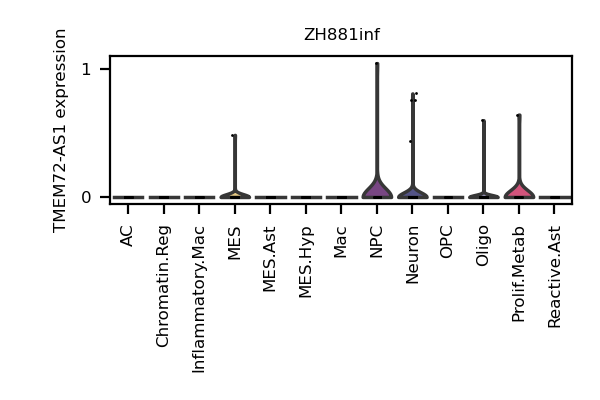 ZH881inf
TMEM72-AS1 expression
1
0
AC
Chromatin.Reg
Inflammatory.Mac
MES
MES.Ast
MES.Hyp
Mac
NPC
Neuron
OPC
Oligo
Prolif.Metab
Reactive.Ast